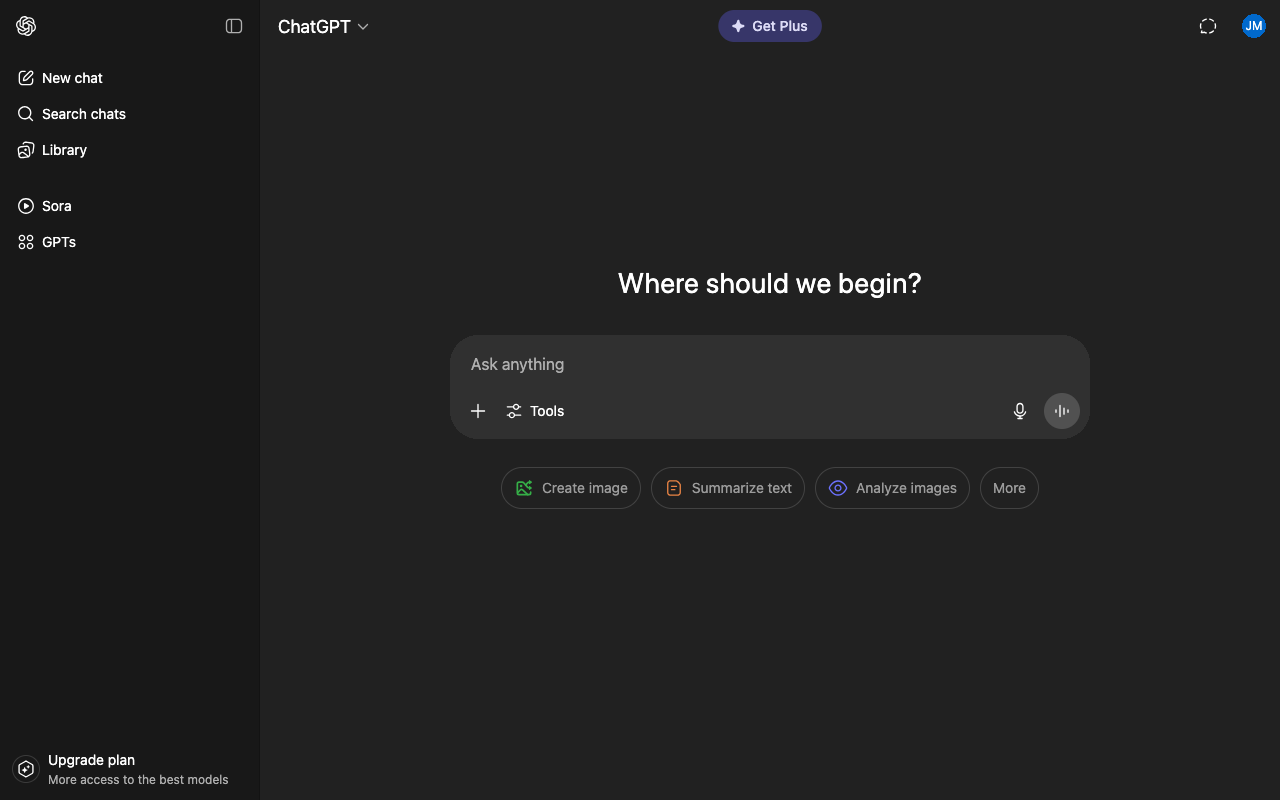 ChatGPT
Get Plus
JM
New chat
Search chats
Library
Sora
GPTs
Where should we begin?
Ask anything
Tools
Create image
Summarize text
Analyze images
More
Upgrade plan
More access to the best models